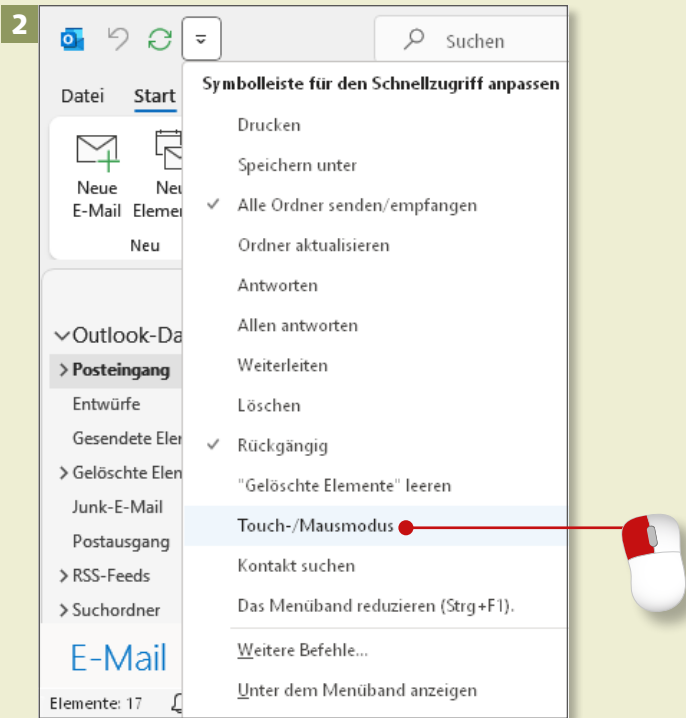 2
Suchen
Datei Start
Neue
E-Mail
Neu
Symbolleiste für den Schnellzugriff anpassen
Drucken
Speichern unter
Alle Ordner senden/empfangen
Ordner aktualisieren
Antworten
Allen antworten
Weiterleiten
Löschen
Rückgängig
"Gelöschte Elemente" leeren
Touch-/Mausmodus
Kontakt suchen
Das Menüband reduzieren (Strg+F1).
Weitere Befehle...
Unter dem Menüband anzeigen
Outlook-Da
Posteingang
Entwürfe
Gesendete Eler
Gelöschte Elen
Junk-E-Mail
Postausgang
RSS-Feeds
Suchordner
E-Mail
Elemente: 17